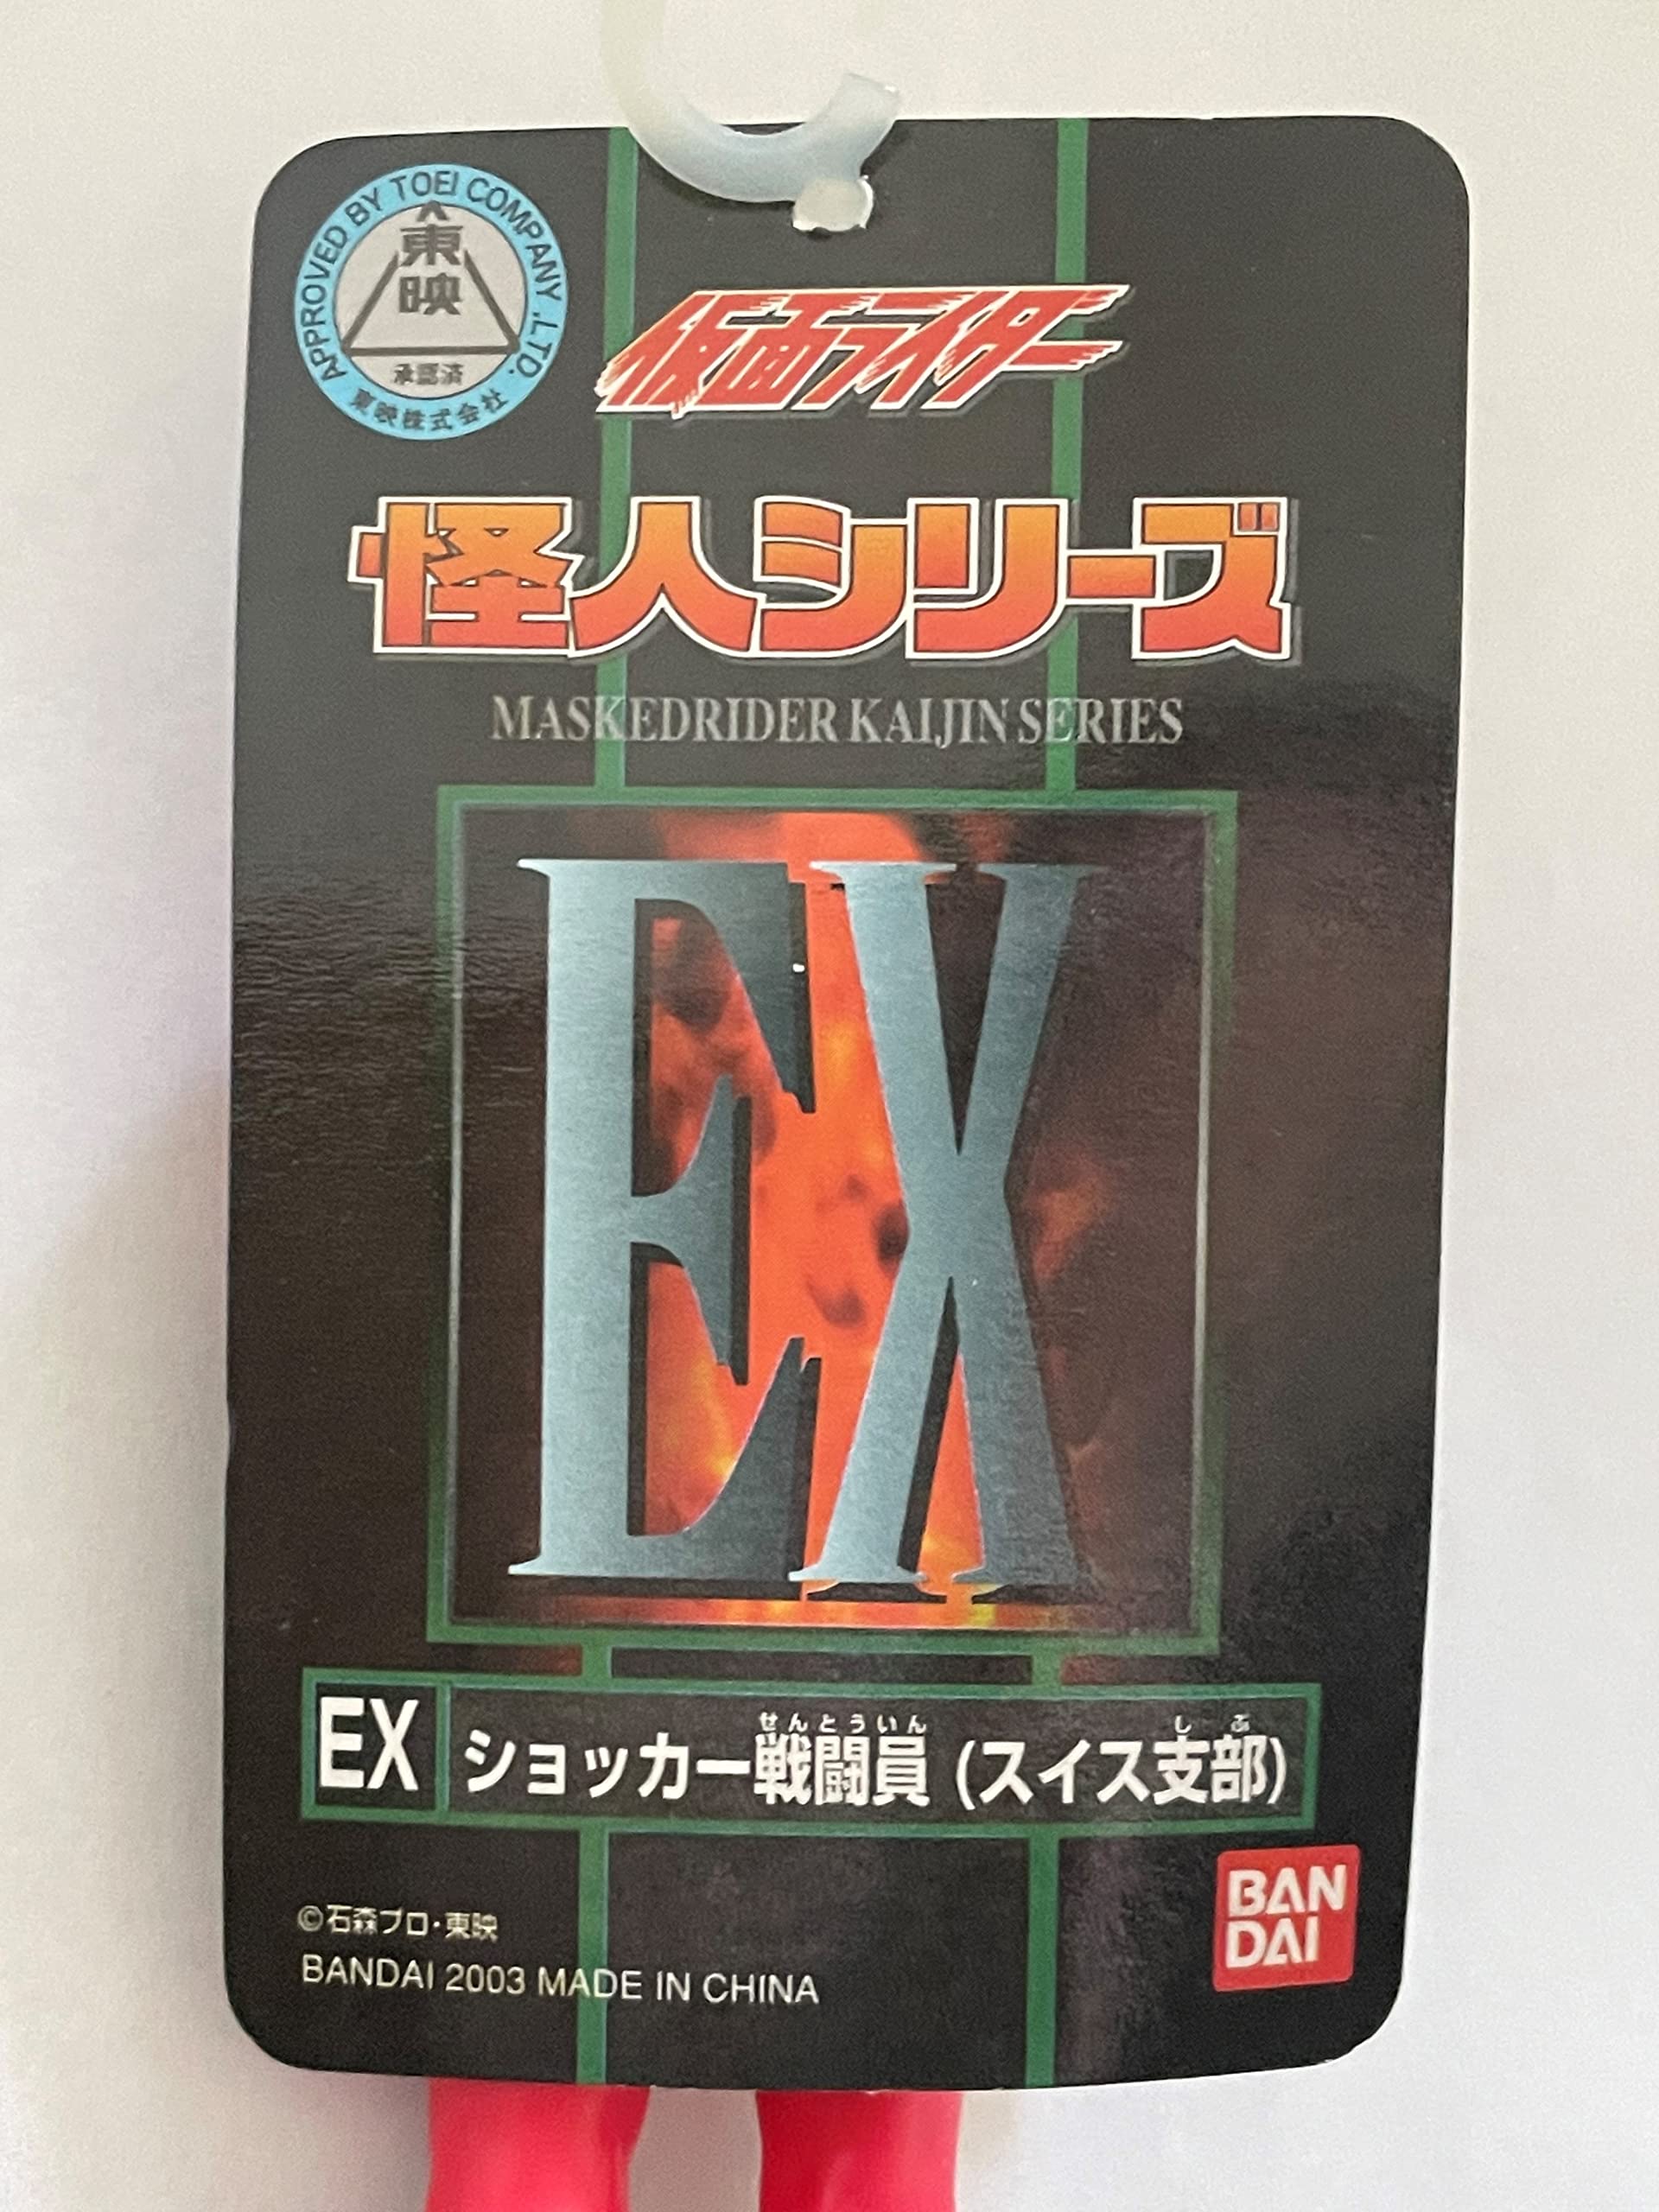 APPROVED BY TOEI COMPANY ,LTD.
東映
承認済
東映株式会社
仮面ライダー
怪人シリーズ
MASKEDRIDER KAIJIN SERIES
EX
せんとういん しぶ
EX ショッカー戦闘員 (スイス支部)
©石森プロ・東映
BANDAI 2003 MADE IN CHINA
BAN
DAI